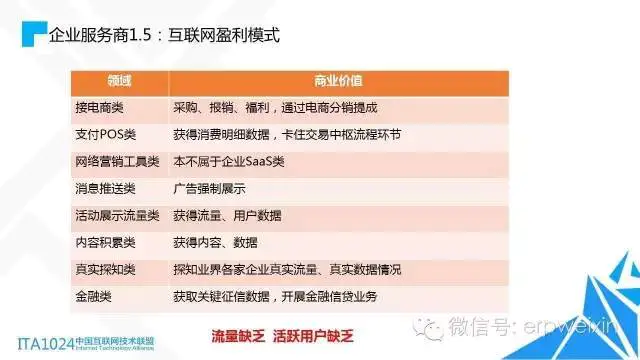 企业服务商1.5：互联网盈利模式
领域 商业价值
接电商类 采购、报销、福利，通过电商分销提成
支付POS类 获得消费明细数据，卡住交易中枢流程环节
网络营销工具类 本不属于企业SaaS类
消息推送类 广告强制展示
活动展示流量类 获得流量、用户数据
内容积累类 获得内容、数据
真实探知类 探知业界各家企业真实流量、真实数据情况
金融类 获取关键征信数据，开展金融信贷业务
ITA1024中国互联网技术联盟
Internet Technology Alliance
流量缺乏 活跃用户缺乏
微信号: erpweixin